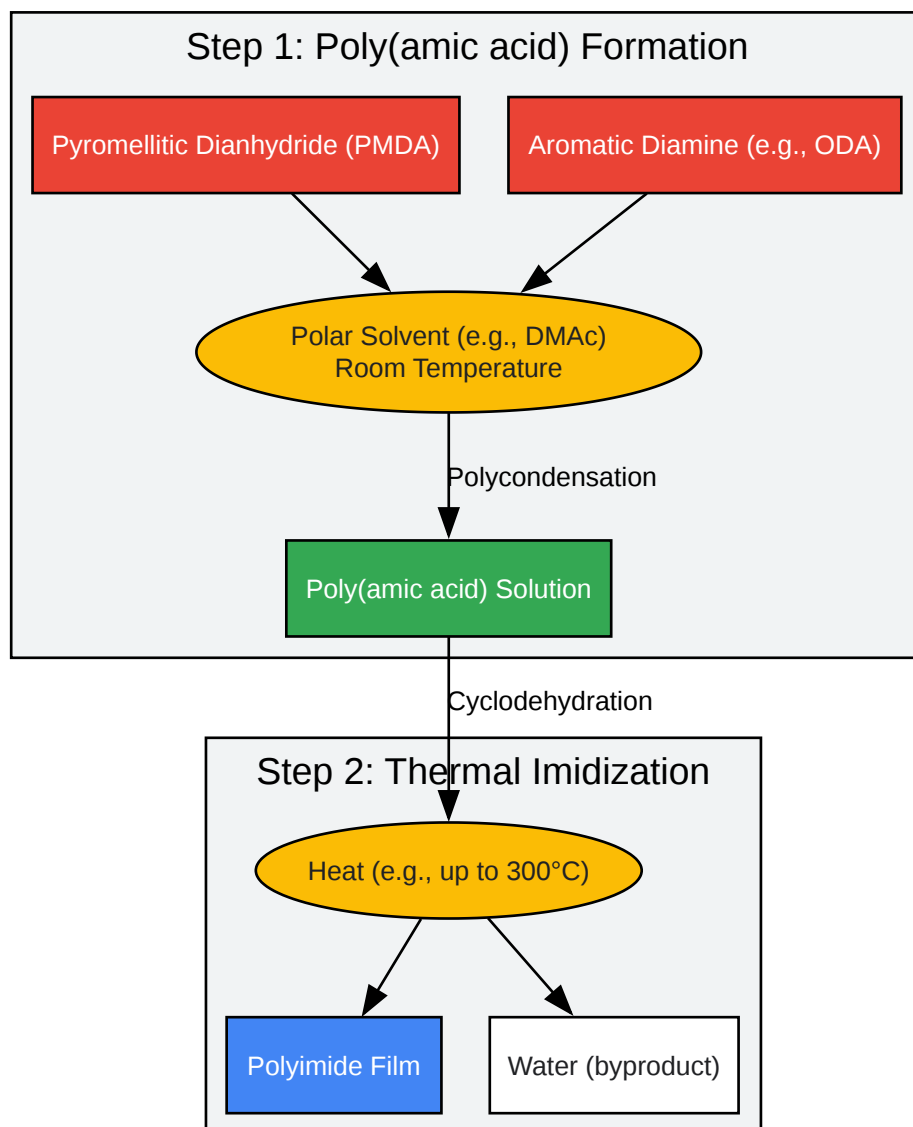 Step 1: Poly(amic acid) Formation
Pyromellitic Dianhydride (PMDA)
Aromatic Diamine (e.g., ODA)
Polar Solvent (e.g., DMAc)
Room Temperature
Polycondensation
Poly(amic acid) Solution
Cyclodehydration
Step 2: Thermal Imidization
Heat (e.g., up to 300°C)
Polyimide Film
Water (byproduct)